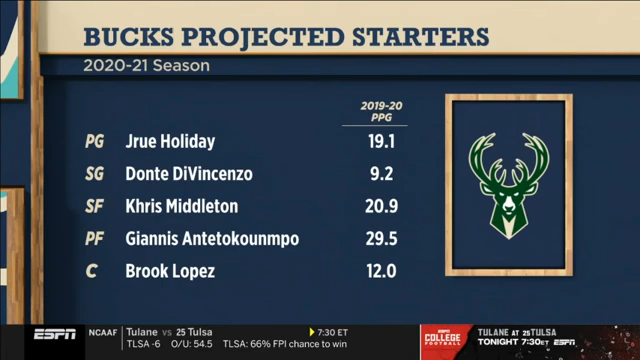 BUCKS PROJECTED STARTERS
2020-21 Season
2019-20
PPG
PG Jrue Holiday 19.1
SG Donte DiVincenzo 9.2
SF Khris Middleton 20.9
PF Giannis Antetokounmpo 29.5
C Brook Lopez 12.0
ESPN NCAAF Tulane vs 25 Tulsa 7:30 ET
TLSA -6 O/U: 54.5 TLSA: 66% FPI chance to win
ESPN
COLLEGE
FOOTBALL
TULANE AT 25 TULSA
TONIGHT 7:30ET ESPN